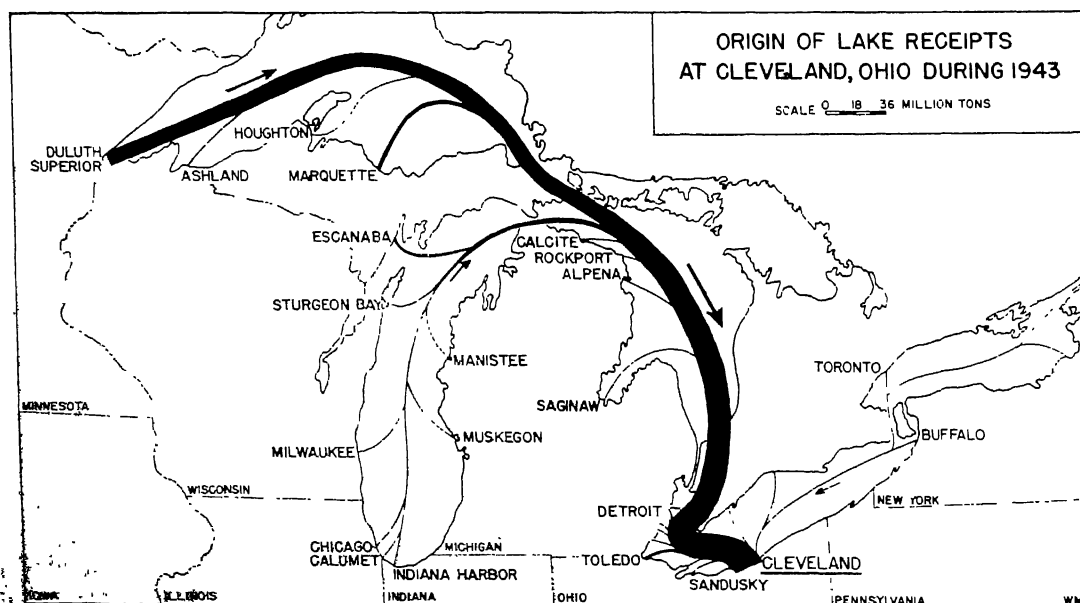 ORIGIN OF LAKE RECEIPTS
AT CLEVELAND, OHIO DURING 1943
SCALE 0 18 36 MILLION TONS
HOUGHTON
DULUTH
SUPERIOR
ASHLAND
MARQUETTE
ESCANABA
CALCITE
ROCKPORT
ALPENA
STURGEON BAY
MANISTEE
TORONTO
SAGINAW
MINNESOTA
MUSKEGON
BUFFALO
MILWAUKEE
WISCONSIN
NEW YORK
DETROIT
CHICAGO
CALUMET
MICHIGAN
TOLEDO
CLEVELAND
INDIANA HARBOR
SANDUSKY
ILLINOIS
INDIANA
OHIO
PENNSYLVANIA